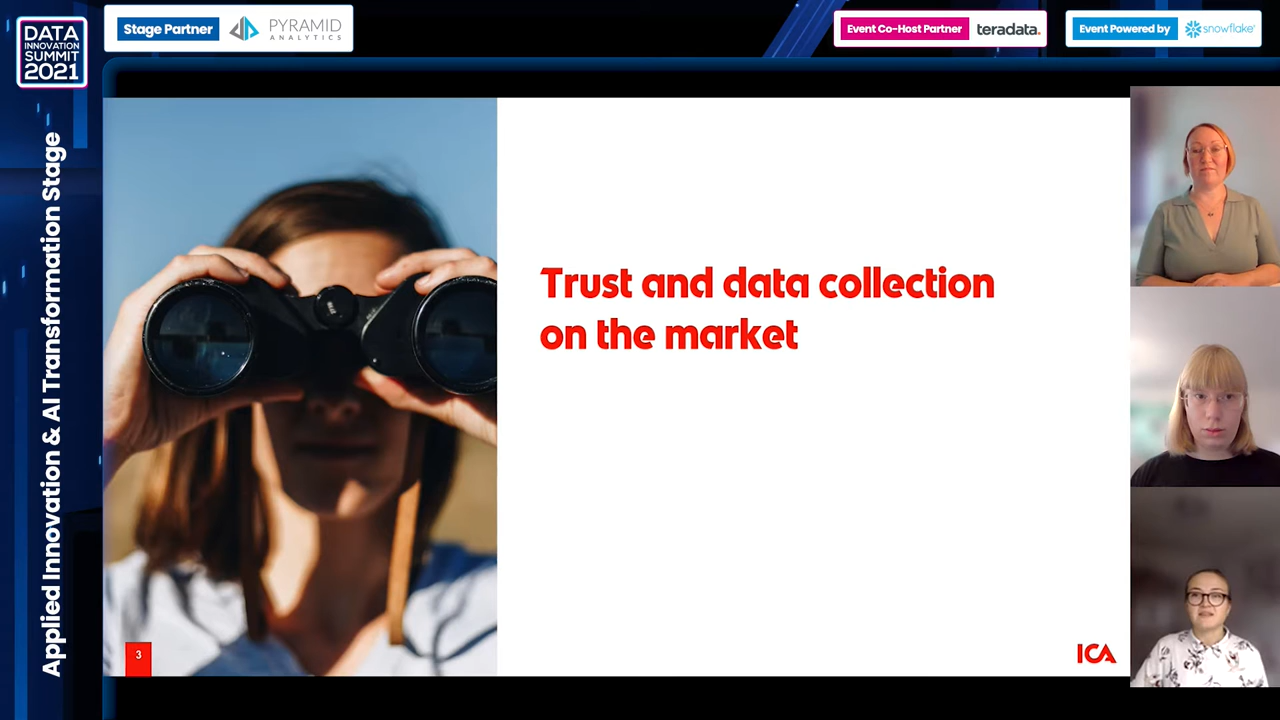 DATA
INNOVATION
SUMMIT
2021
Stage Partner
PYRAMID
ANALYTICS
Event Co-Host Partner
teradata.
Event Powered by
snowflake
Applied Innovation & AI Transformation Stage
Trust and data collection
on the market
3
ICA